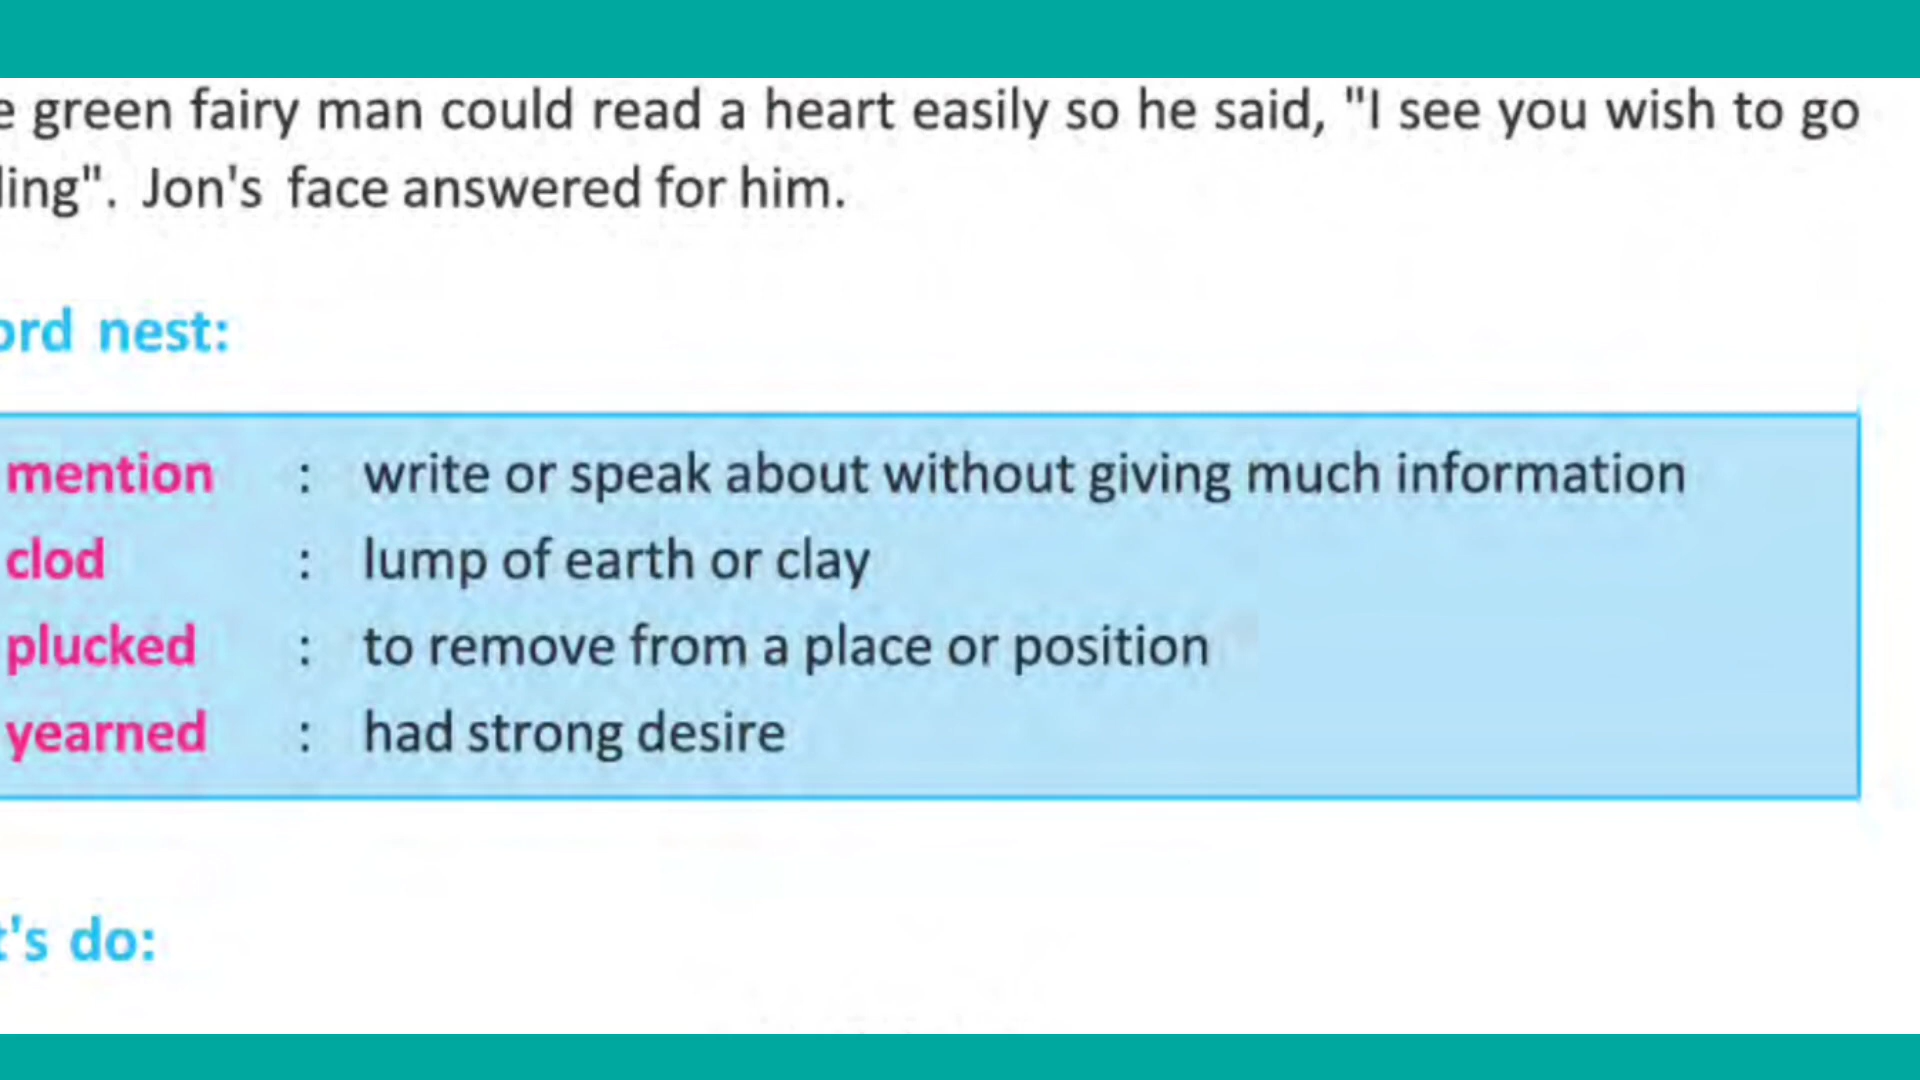 green fairy man could read a heart easily so he said, "I see you wish to go
ling". Jon's face answered for him.
ord nest:
mention : write or speak about without giving much information
clod : lump of earth or clay
plucked : to remove from a place or position
yearned : had strong desire
t's do: